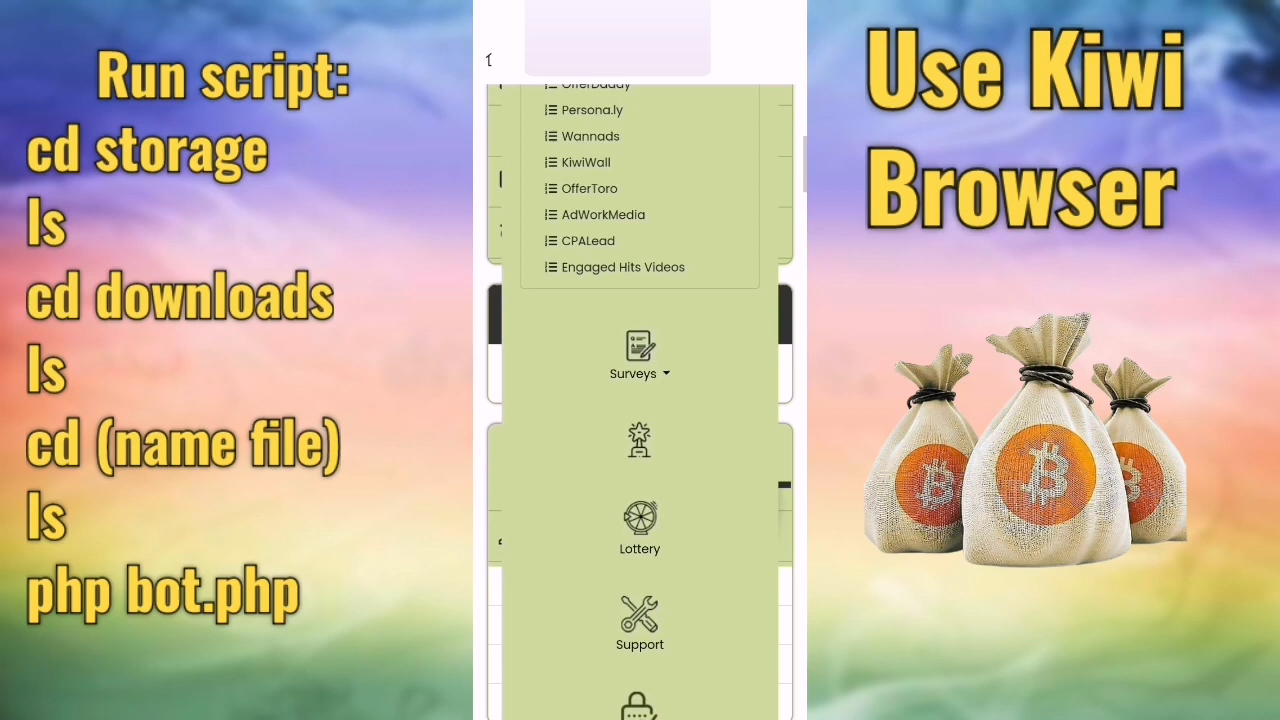 Run script:
cd storage
ls
cd downloads
ls
cd (name file)
ls
php bot.php
OfferDaddy
Persona.ly
Wannads
KiwiWall
OfferToro
AdWorkMedia
CPALead
Engaged Hits Videos
Surveys
Lottery
Support
Use Kiwi
Browser